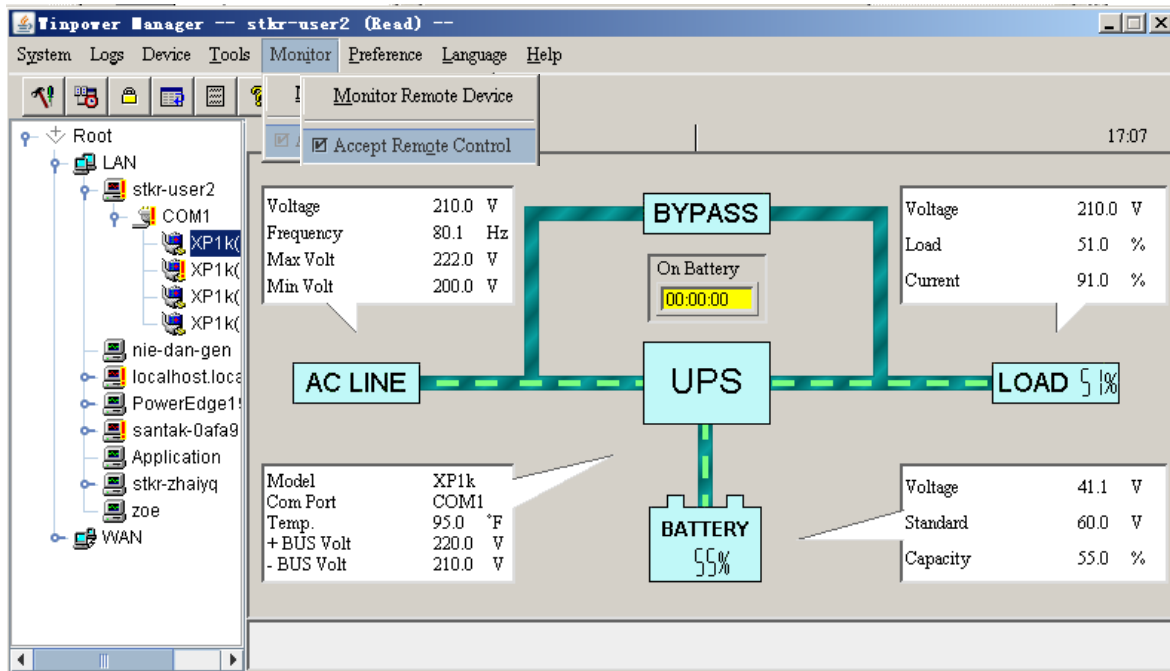 Winpower Manager -- stkr-user2 (Read) --
System Logs Device Tools Monitor Preference Language Help
Monitor Remote Device
Accept Remote Control
17:07
Root
LAN
stkr-user2
COM1
XP1k(
XP1k(
XP1k(
XP1k(
nie-dan-gen
localhost.loca
PowerEdge19
santak-0afa9
Application
stkr-zhaiyq
zoe
WAN
Voltage 210.0 V
Frequency 80.1 Hz
Max Volt 222.0 V
Min Volt 200.0 V
BYPASS
On Battery
00:00:00
Voltage 210.0 V
Load 51.0 %
Current 91.0 %
AC LINE
UPS
LOAD 51%
Model XP1k
Com Port COM1
Temp. 95.0 °F
+ BUS Volt 220.0 V
- BUS Volt 210.0 V
BATTERY
55%
Voltage 41.1 V
Standard 60.0 V
Capacity 55.0 %